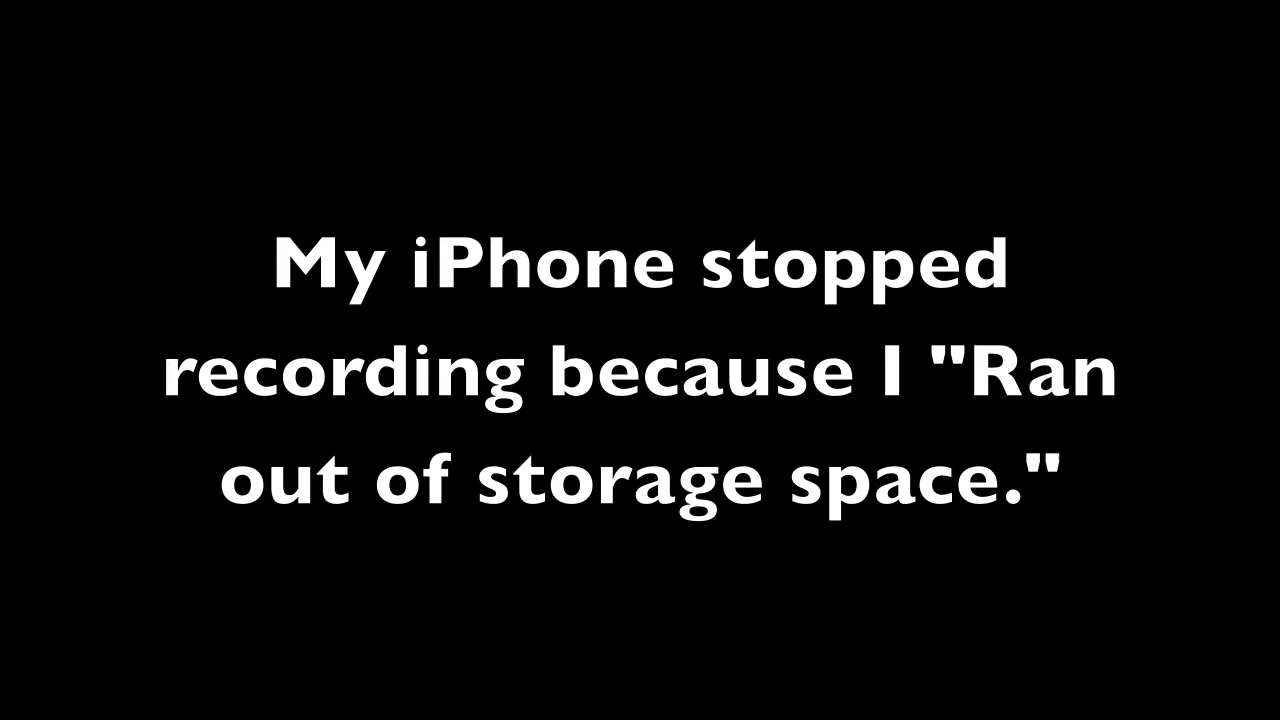 My iPhone stopped
recording because I "Ran
out of storage space."